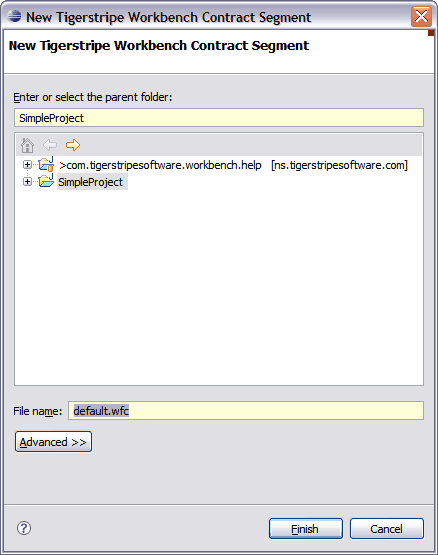 New Tigerstripe Workbench Contract Segment
New Tigerstripe Workbench Contract Segment
Enter or select the parent folder:
SimpleProject
>com.tigerstripesoftware.workbench.help [ns.tigerstripesoftware.com]
SimpleProject
File name: default.wfc
Advanced >>
? Finish Cancel